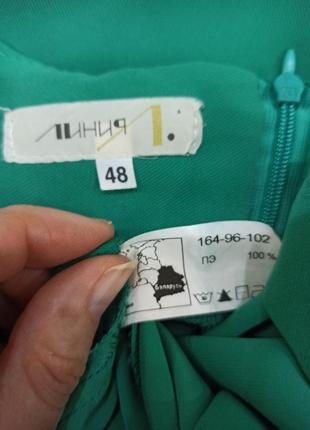 ЛИНИЯ Л.
48
164-96-102
ПЭ 100 %
Беларусь